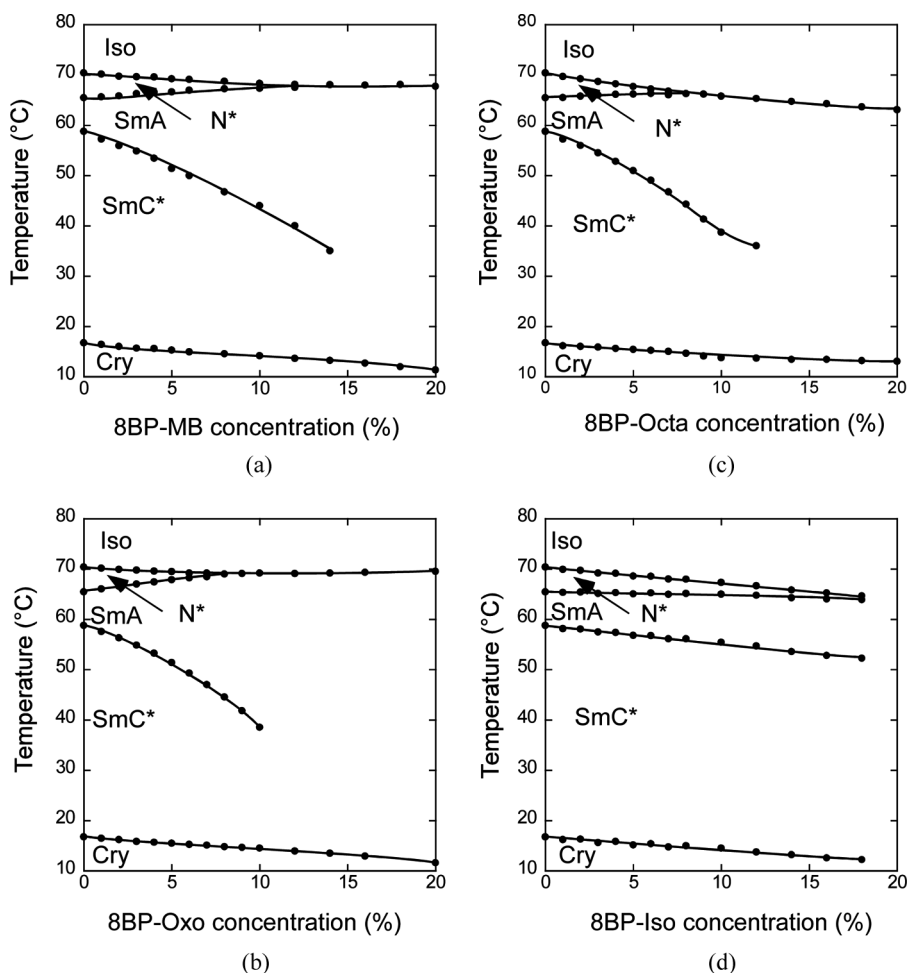 80
70
60
50
40
30
20
10
Temperature (°C)
Iso
N*
SmA
SmC*
Cry
0
5
10
15
20
8BP-MB concentration (%)
(a)
80
70
60
50
40
30
20
10
Temperature (°C)
Iso
N*
SmA
SmC*
Cry
0
5
10
15
20
8BP-Octa concentration (%)
(c)
80
70
60
50
40
30
20
10
Temperature (°C)
Iso
N*
SmA
SmC*
Cry
0
5
10
15
20
8BP-Oxo concentration (%)
(b)
80
70
60
50
40
30
20
10
Temperature (°C)
Iso
N*
SmA
SmC*
Cry
0
5
10
15
20
8BP-Iso concentration (%)
(d)